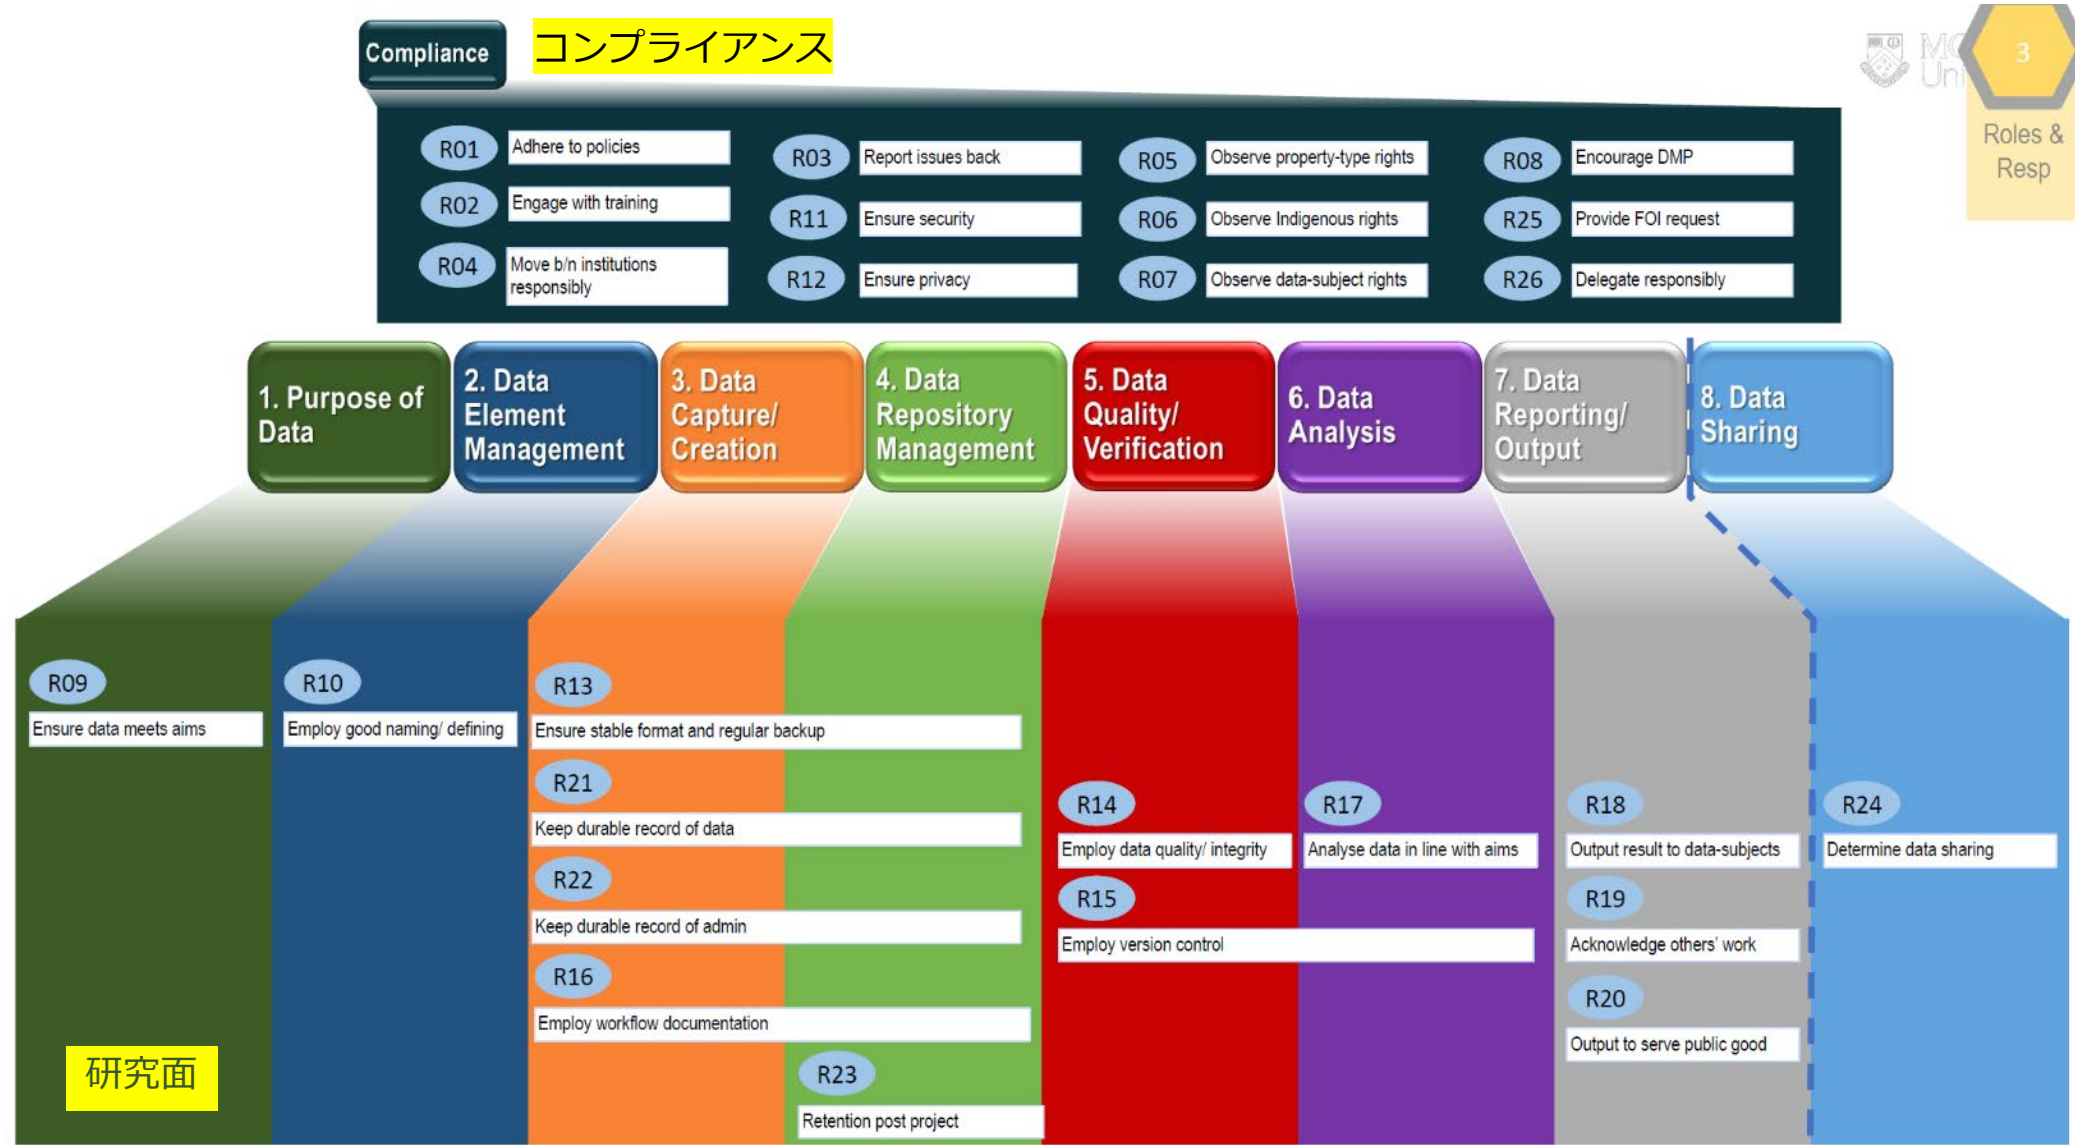 Compliance
コンプライアンス
3
Roles &
Resp
R01
Adhere to policies
R03
Report issues back
R05
Observe property-type rights
R08
Encourage DMP
R02
Engage with training
R11
Ensure security
R06
Observe Indigenous rights
R25
Provide FOI request
R04
Move b/n institutions
responsibly
R12
Ensure privacy
R07
Observe data-subject rights
R26
Delegate responsibly
1. Purpose of
Data
2. Data
Element
Management
3. Data
Capture/
Creation
4. Data
Repository
Management
5. Data
Quality/
Verification
6. Data
Analysis
7. Data
Reporting/
Output
8. Data
Sharing
R09
Ensure data meets aims
R10
Employ good naming/ defining
R13
Ensure stable format and regular backup
R21
Keep durable record of data
R22
Keep durable record of admin
R16
Employ workflow documentation
R23
Retention post project
R14
Employ data quality/ integrity
R15
Employ version control
R17
Analyse data in line with aims
R18
Output result to data-subjects
R19
Acknowledge others' work
R20
Output to serve public good
R24
Determine data sharing
研究面